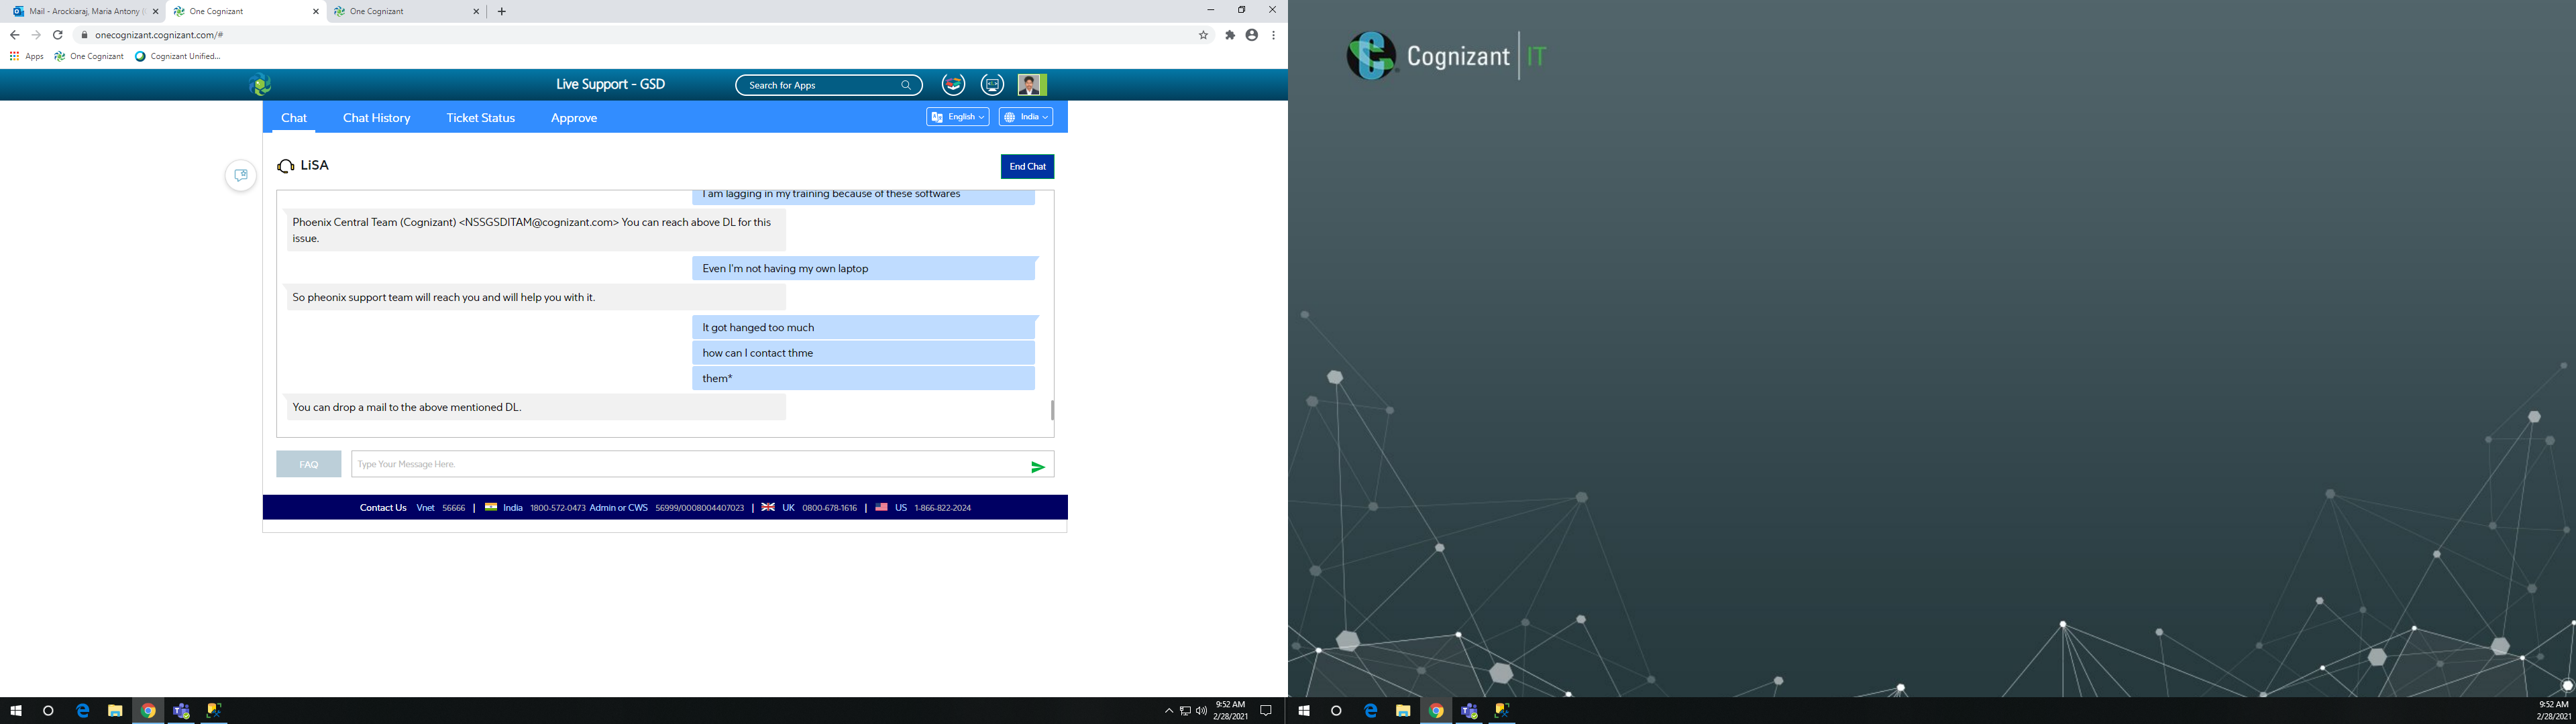 Mail - Arockiaraj, Maria Antony (
One Cognizant
One Cognizant
onecognizant.cognizant.com/#
Apps
One Cognizant
Cognizant Unified...
Live Support - GSD
Search for Apps
Chat
Chat History
Ticket Status
Approve
English
India
LiSA
End Chat
I am lagging in my training because of these softwares
Phoenix Central Team (Cognizant) <NSSGSDITAM@cognizant.com> You can reach above DL for this
issue.
Even I'm not having my own laptop
So pheonix support team will reach you and will help you with it.
It got hanged too much
how can I contact thme
them*
You can drop a mail to the above mentioned DL.
FAQ
Type Your Message Here.
Contact Us Vnet 56666 | India 1800-572-0473 Admin or CWS 56999/0008004407023 | UK 0800-678-1616 | US 1-866-822-2024
9:52 AM
2/28/2021
Cognizant | IT
9:52 AM
2/28/2021